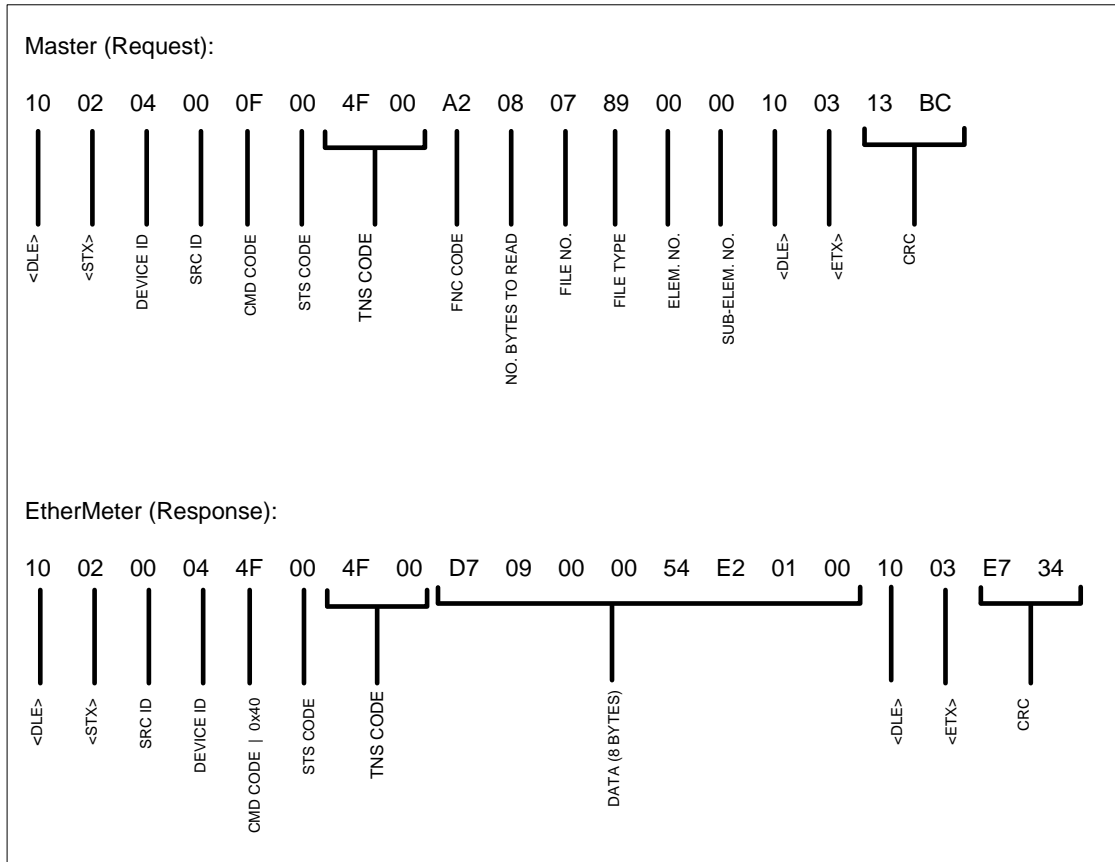 Master (Request):
10 02 04 00 0F 00 4F 00 A2 08 07 89 00 00 10 03 13 BC
<DLE>
<STX>
DEVICE ID
SRC ID
CMD CODE
STS CODE
TNS CODE
FNC CODE
NO. BYTES TO READ
FILE NO.
FILE TYPE
ELEM. NO.
SUB-ELEM. NO.
<DLE>
<ETX>
CRC
EtherMeter (Response):
10 02 00 04 4F 00 4F 00 D7 09 00 00 54 E2 01 00 10 03 E7 34
<DLE>
<STX>
SRC ID
DEVICE ID
CMD CODE | 0x40
STS CODE
TNS CODE
DATA (8 BYTES)
<DLE>
<ETX>
CRC